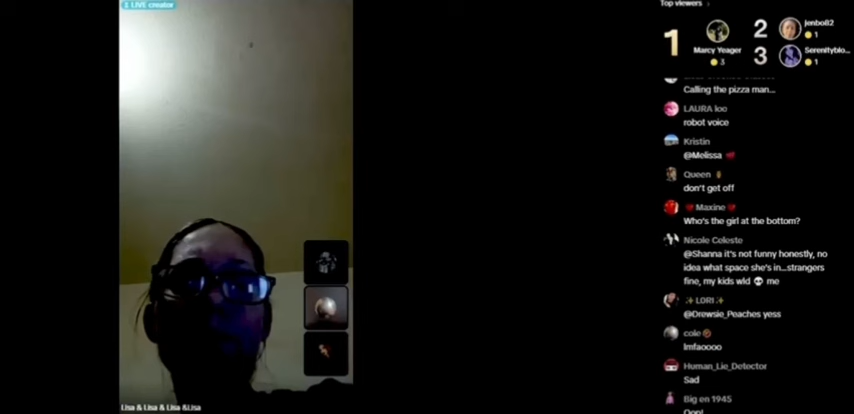 LIVE creator
Lisa & Lisa & Lisa &Lisa
Top viewers
1
Marcy Yeager
3
2
jenboll2
1
3
Serenityblo...
1
Calling the pizza man...
LAURA loo
robot voice
Kristin
@Melissa
Queen
don't get off
Maxine
Who's the girl at the bottom?
Nicole Celeste
@Shanna it's not funny honestly, no
idea what space she's in...strangers
fine, my kids wld 💀 me
✨ LORI ✨
@Drewsie_Peaches yess
cole
lmfaoooo
Human_Lie_Detector
Sad
Big en 1945